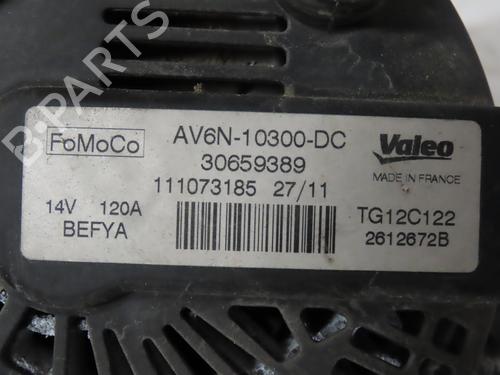 B-PARTS
FoMoCo
AV6N-10300-DC
30659389
111073185 27/11
14V 120A
BEFYA
Valeo
MADE IN FRANCE
TG12C122
2612672B